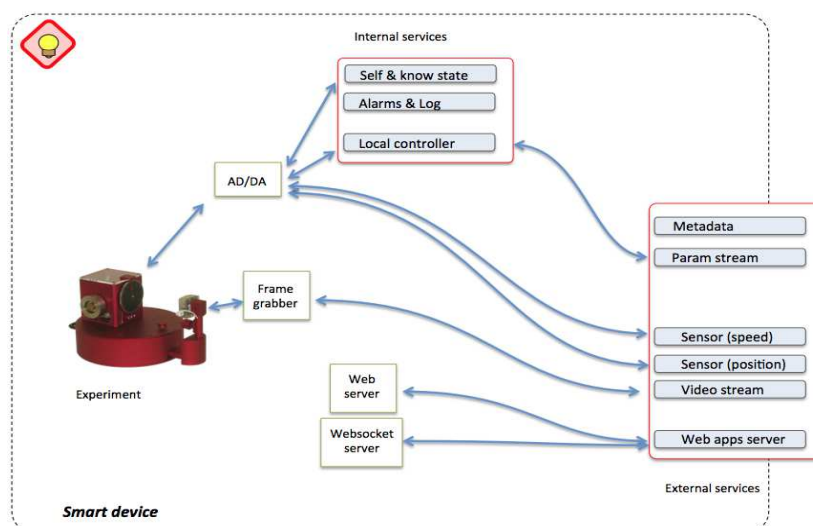 Internal services
Self & know state
Alarms & Log
Local controller
AD/DA
Metadata
Param stream
Frame
grabber
Sensor (speed)
Sensor (position)
Video stream
Experiment
Web
server
Websocket
server
Web apps server
External services
Smart device